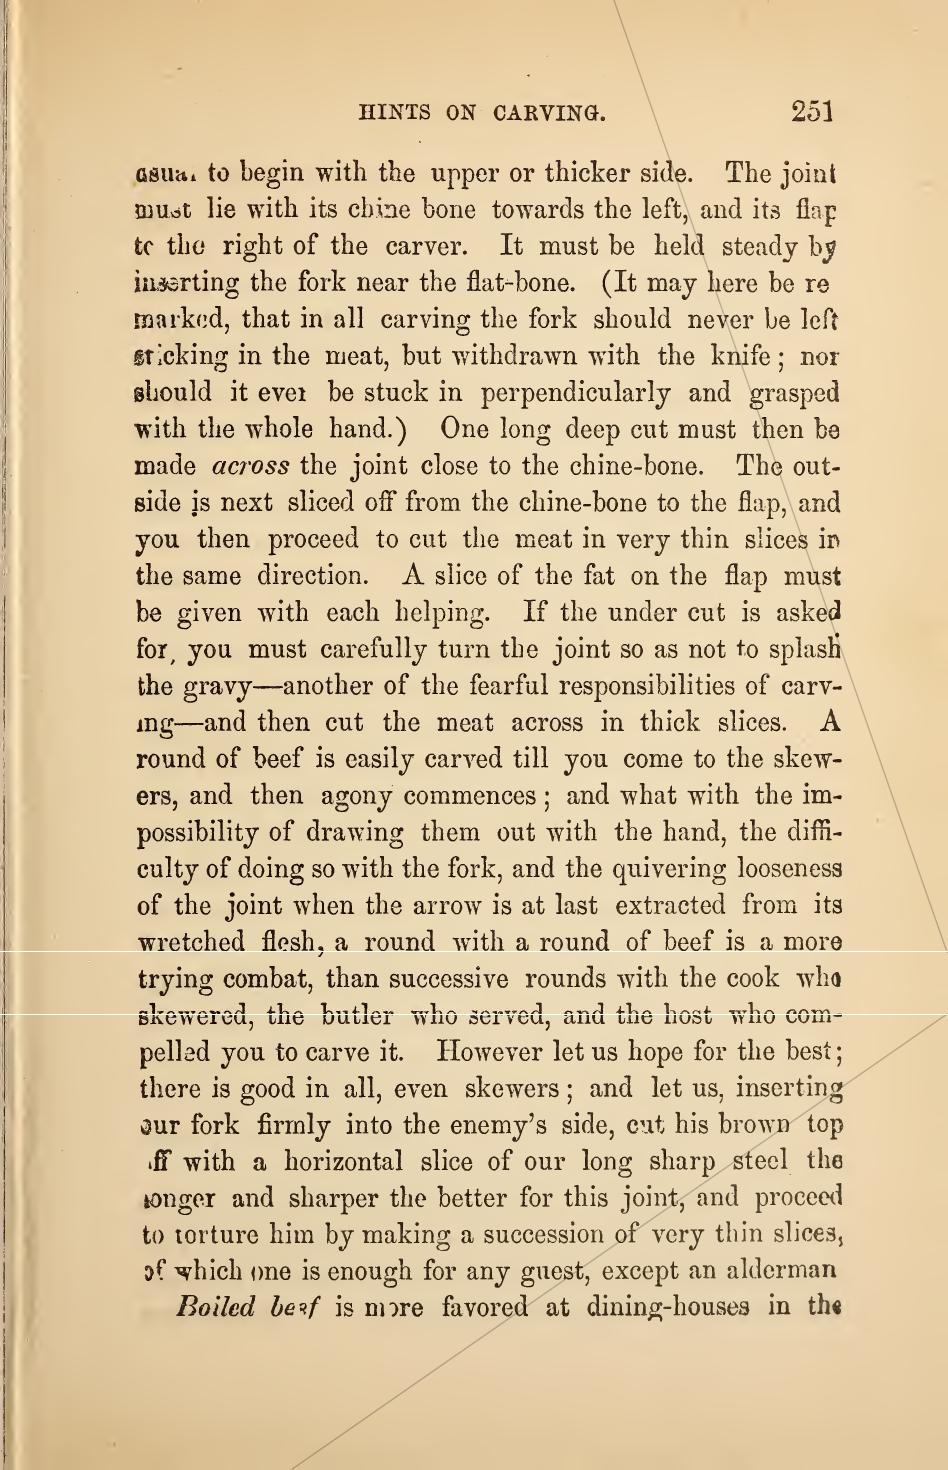 HINTS ON CARVING. 251
usual to begin with the upper or thicker side. The joint
must lie with its chine bone towards the left, and its flap
to the right of the carver. It must be held steady by
inserting the fork near the flat-bone. (It may here be re
marked, that in all carving the fork should never be left
sticking in the meat, but withdrawn with the knife; nor
should it ever be stuck in perpendicularly and grasped
with the whole hand.) One long deep cut must then be
made across the joint close to the chine-bone. The out-
side is next sliced off from the chine-bone to the flap, and
you then proceed to cut the meat in very thin slices in
the same direction. A slice of the fat on the flap must
be given with each helping. If the under cut is asked
for, you must carefully turn the joint so as not to splash
the gravy—another of the fearful responsibilities of carv-
ing—and then cut the meat across in thick slices. A
round of beef is easily carved till you come to the skew-
ers, and then agony commences; and what with the im-
possibility of drawing them out with the hand, the diffi-
culty of doing so with the fork, and the quivering looseness
of the joint when the arrow is at last extracted from its
wretched flesh, a round with a round of beef is a more
trying combat, than successive rounds with the cook who
skewered, the butler who served, and the host who com-
pelled you to carve it. However let us hope for the best;
there is good in all, even skewers; and let us, inserting
our fork firmly into the enemy's side, cut his brown top
off with a horizontal slice of our long sharp steel the
longer and sharper the better for this joint, and proceed
to torture him by making a succession of very thin slices,
of which one is enough for any guest, except an alderman
Boiled beef is more favored at dining-houses in the